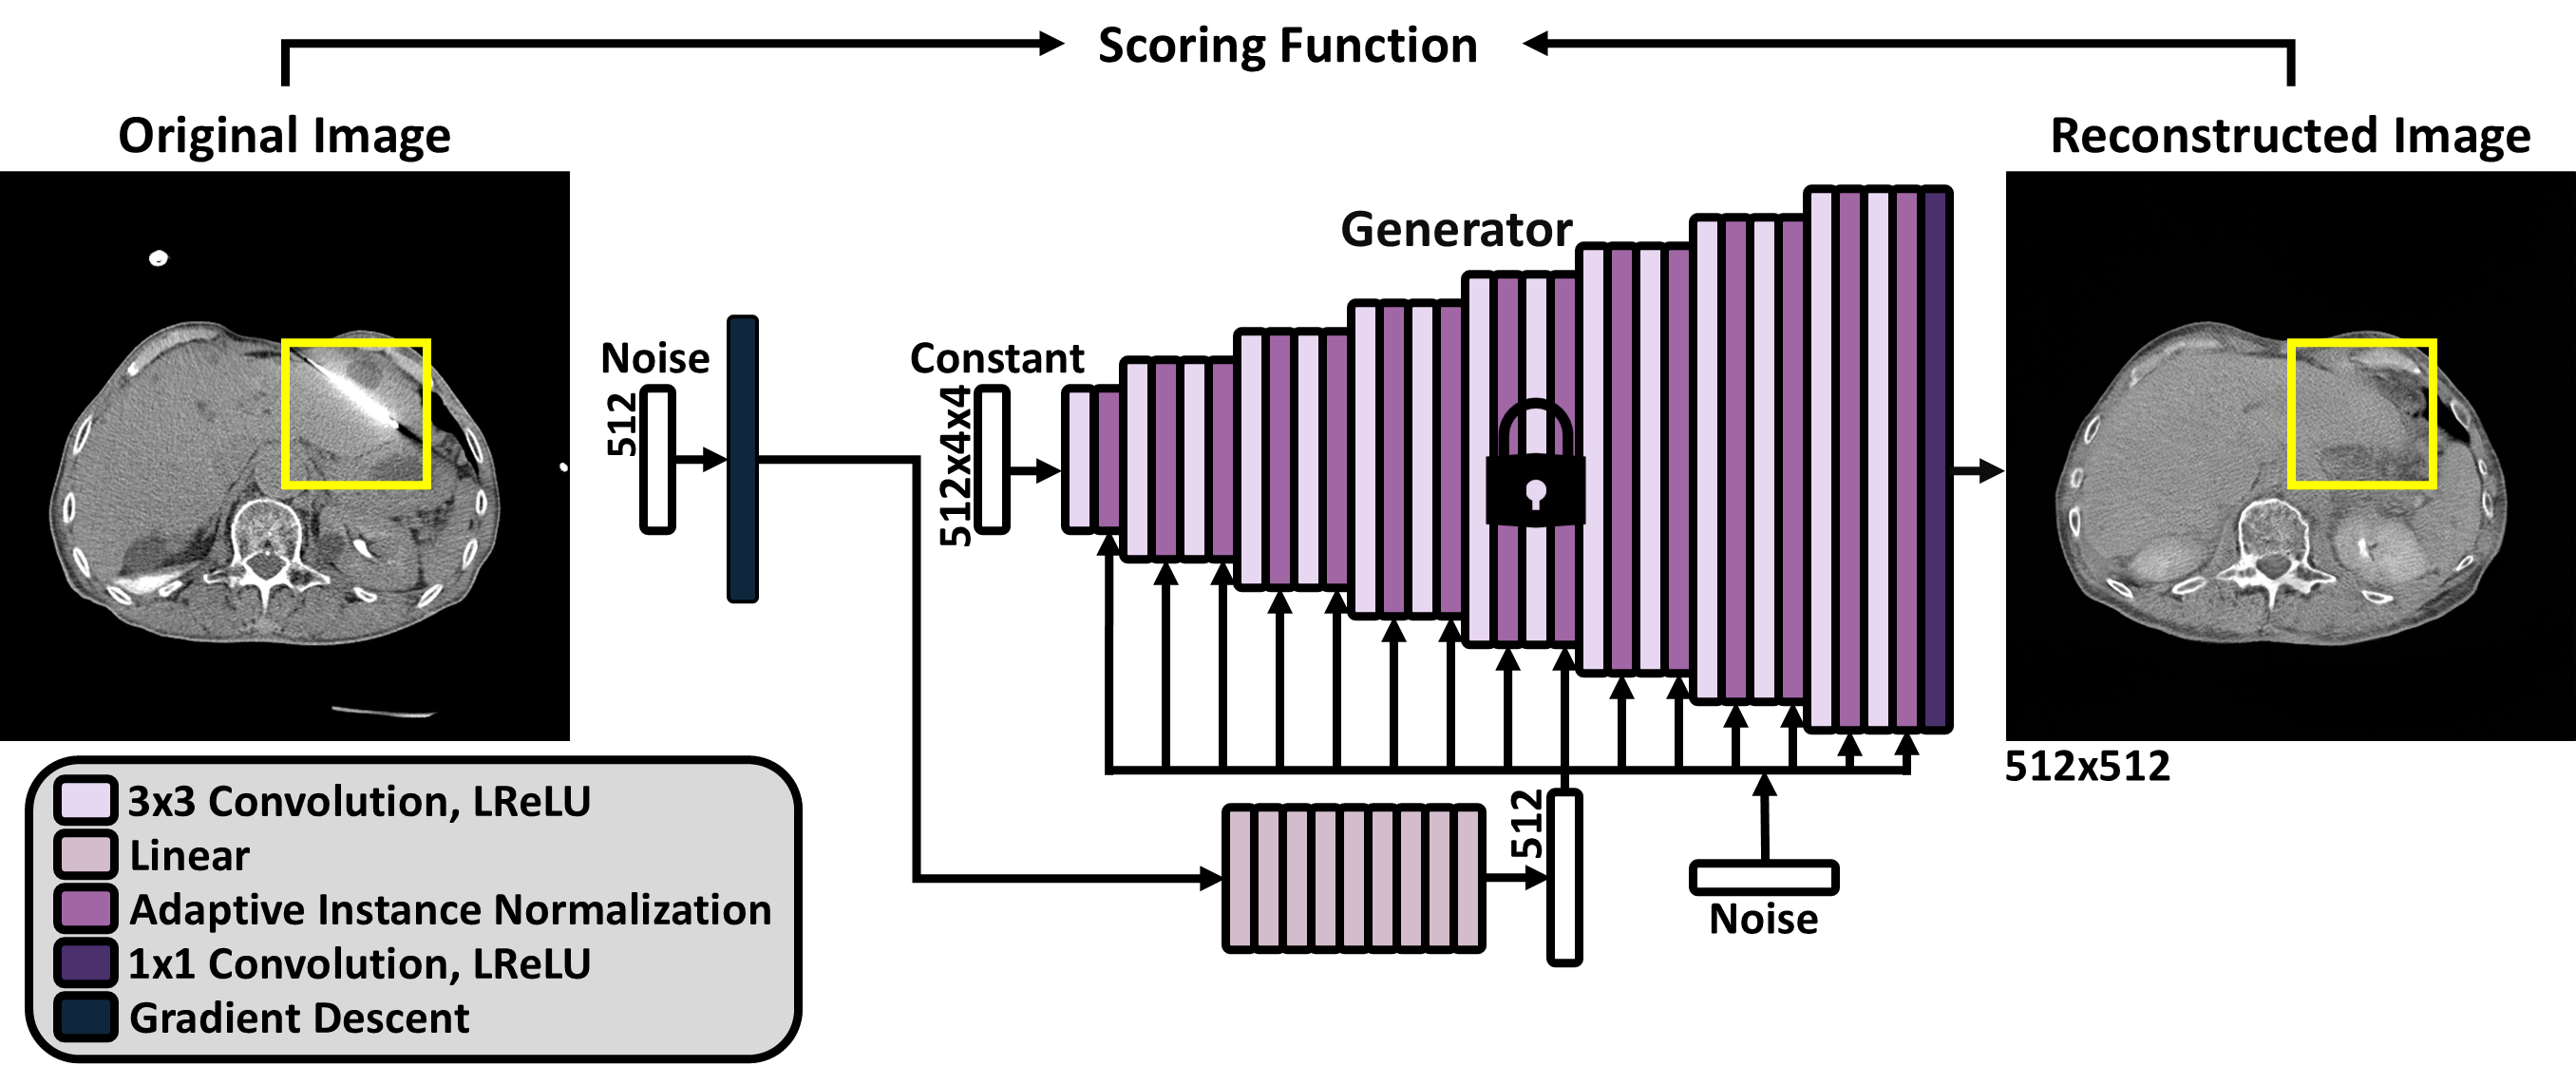 Scoring Function
Original Image
Reconstructed Image
Generator
Noise
512
Constant
512x4x4
512x512
512
Noise
3x3 Convolution, LReLU
Linear
Adaptive Instance Normalization
1x1 Convolution, LReLU
Gradient Descent